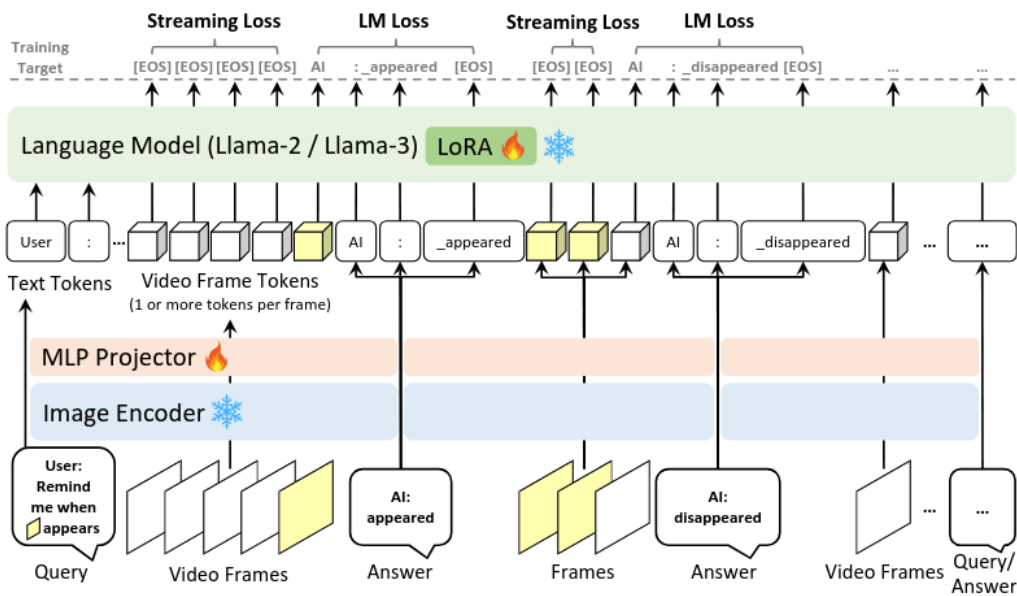 Streaming Loss LM Loss Streaming Loss LM Loss
Training
Target [EOS] [EOS] [EOS] [EOS] AI : _appeared [EOS] [EOS] [EOS] AI : _disappeared [EOS] ... ...
Language Model (Llama-2 / Llama-3) LoRA
User : ... AI : _appeared AI : _disappeared ... ...
Text Tokens Video Frame Tokens
(1 or more tokens per frame)
MLP Projector
Image Encoder
User:
Remind
me when
appears
AI:
appeared
AI:
disappeared
... ...
Query Video Frames Answer Frames Answer Video Frames Query/
Answer